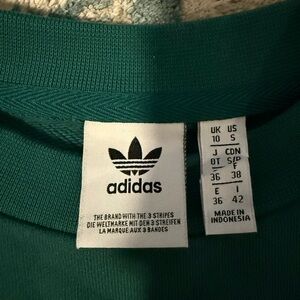 adidas
THE BRAND WITH THE 3 STRIPES
DIE WELTMARKE MIT DEN 3 STREIFEN
LA MARQUE AUX 3 BANDES
UK US
10 S
J CDN
OT S/P
F
36 38
E I
36 42
MADE IN
INDONESIA